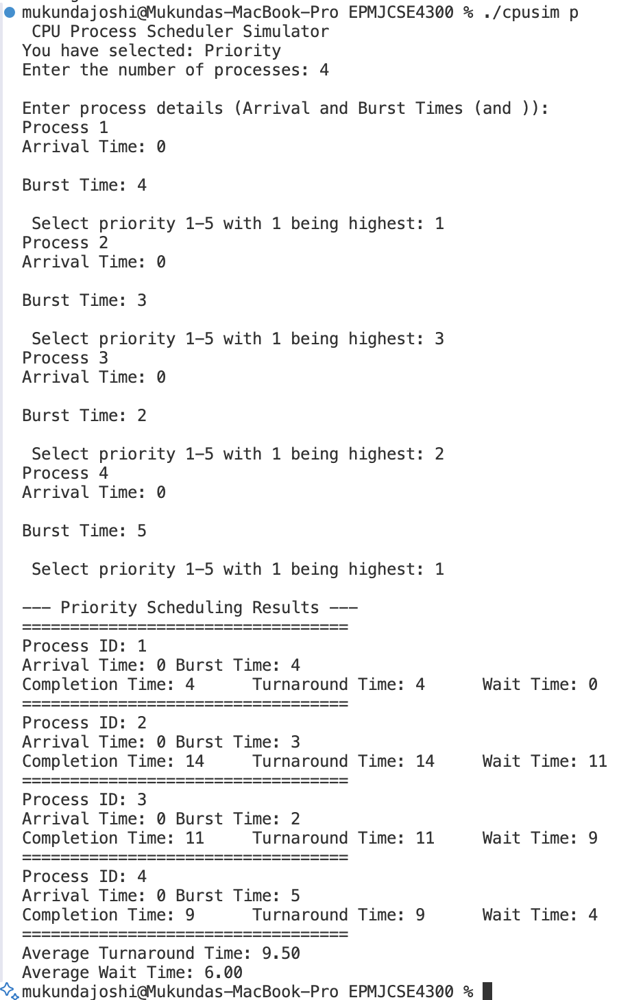 mukundajoshi@Mukundas-MacBook-Pro EPMJCSE4300 % ./cpusim p
CPU Process Scheduler Simulator
You have selected: Priority
Enter the number of processes: 4
Enter process details (Arrival and Burst Times (and )):
Process 1
Arrival Time: 0
Burst Time: 4
Select priority 1-5 with 1 being highest: 1
Process 2
Arrival Time: 0
Burst Time: 3
Select priority 1-5 with 1 being highest: 3
Process 3
Arrival Time: 0
Burst Time: 2
Select priority 1-5 with 1 being highest: 2
Process 4
Arrival Time: 0
Burst Time: 5
Select priority 1-5 with 1 being highest: 1
--- Priority Scheduling Results ---
==================================
Process ID: 1
Arrival Time: 0 Burst Time: 4
Completion Time: 4 Turnaround Time: 4 Wait Time: 0
==================================
Process ID: 2
Arrival Time: 0 Burst Time: 3
Completion Time: 14 Turnaround Time: 14 Wait Time: 11
==================================
Process ID: 3
Arrival Time: 0 Burst Time: 2
Completion Time: 11 Turnaround Time: 11 Wait Time: 9
==================================
Process ID: 4
Arrival Time: 0 Burst Time: 5
Completion Time: 9 Turnaround Time: 9 Wait Time: 4
==================================
Average Turnaround Time: 9.50
Average Wait Time: 6.00
mukundajoshi@Mukundas-MacBook-Pro EPMJCSE4300 %